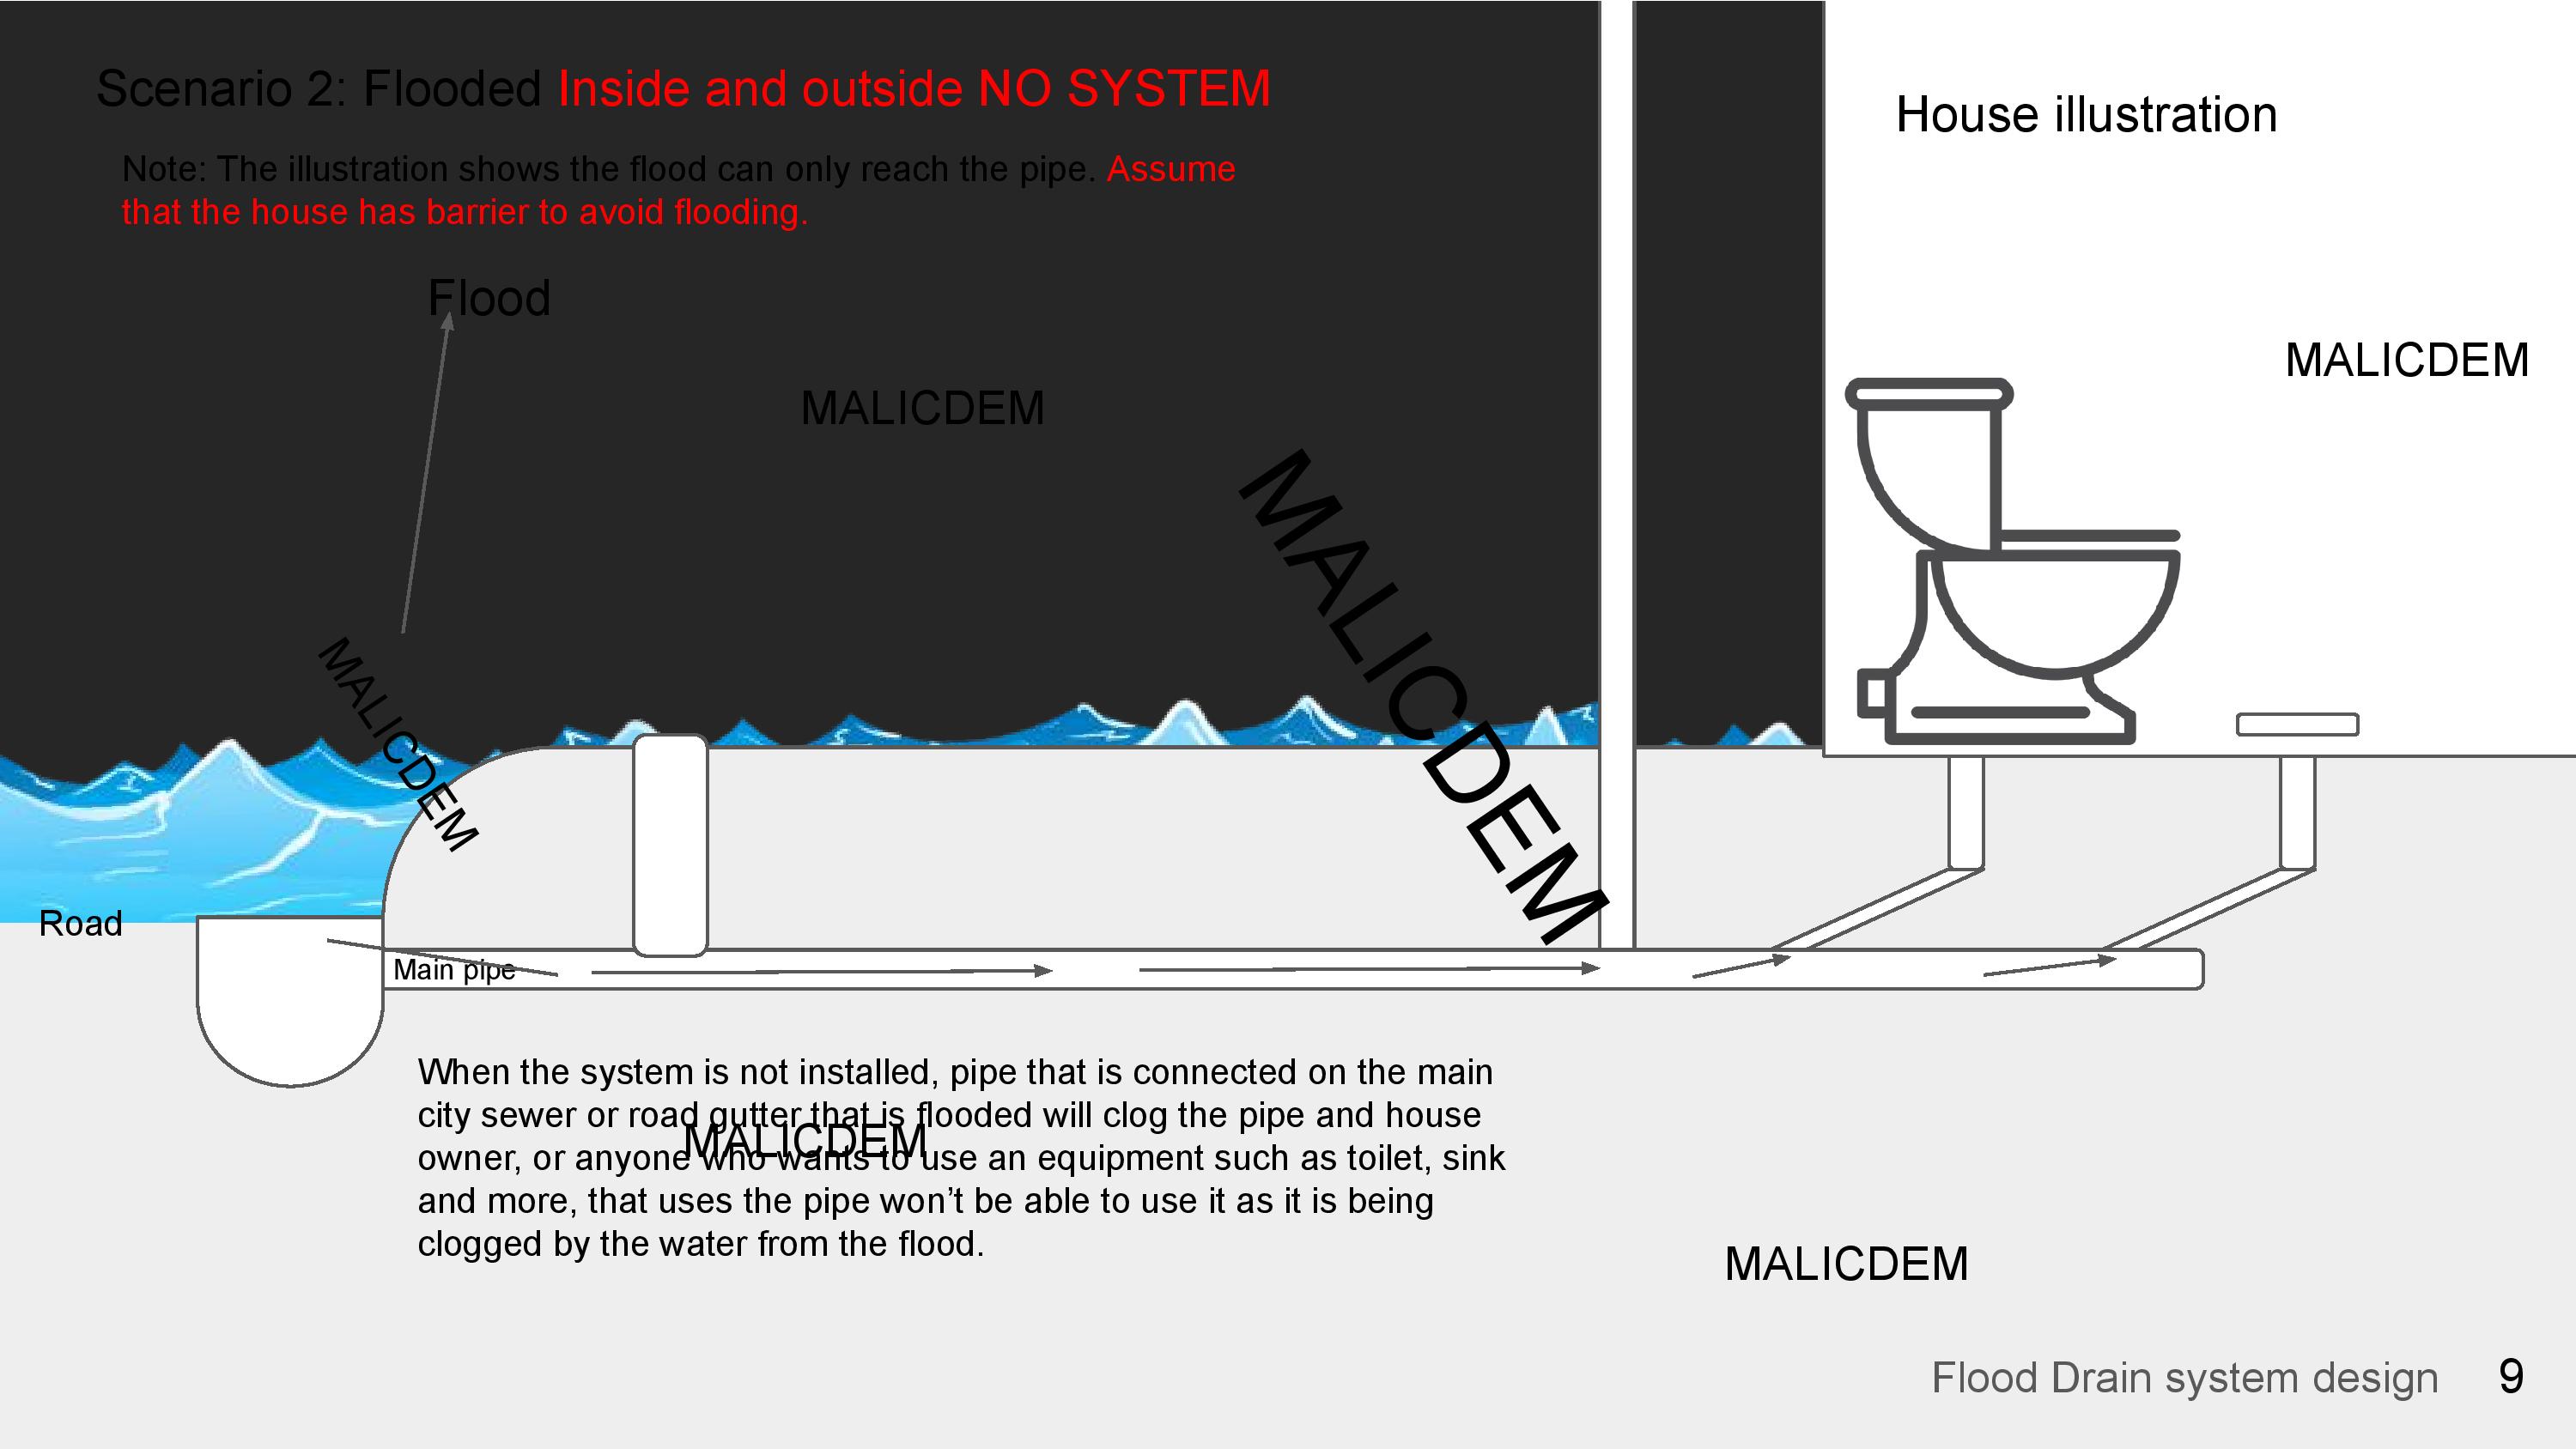 Scenario 2: Flooded Inside and outside NO SYSTEM
House illustration
Note: The illustration shows the flood can only reach the pipe. Assume
that the house has barrier to avoid flooding.
Flood
MALICDEM
MALICDEM
MALICDEM
MALICDEM
Road
Main pipe
When the system is not installed, pipe that is connected on the main
city sewer or road gutter that is flooded will clog the pipe and house
MALICDEM
owner, or anyone who wants to use an equipment such as toilet, sink
and more, that uses the pipe won’t be able to use it as it is being
clogged by the water from the flood.
MALICDEM
Flood Drain system design 9